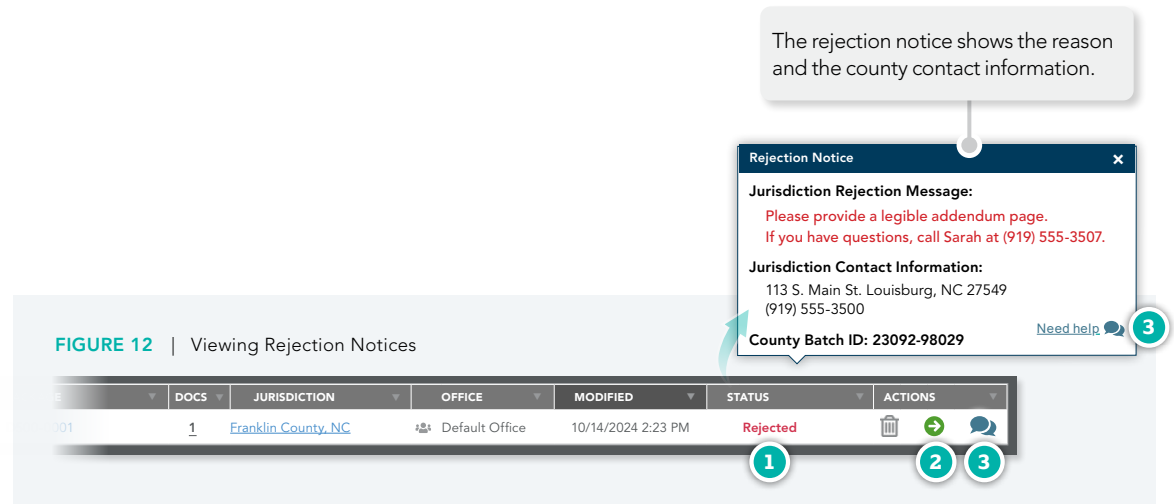 The rejection notice shows the reason
and the county contact information.
Rejection Notice ×
Jurisdiction Rejection Message:
Please provide a legible addendum page.
If you have questions, call Sarah at (919) 555-3507.
Jurisdiction Contact Information:
113 S. Main St. Louisburg, NC 27549
(919) 555-3500
Need help 3
County Batch ID: 23092-98029
FIGURE 12 | Viewing Rejection Notices
DOCS JURISDICTION OFFICE MODIFIED STATUS ACTIONS
001 1 Franklin County, NC Default Office 10/14/2024 2:23 PM Rejected
1 2 3